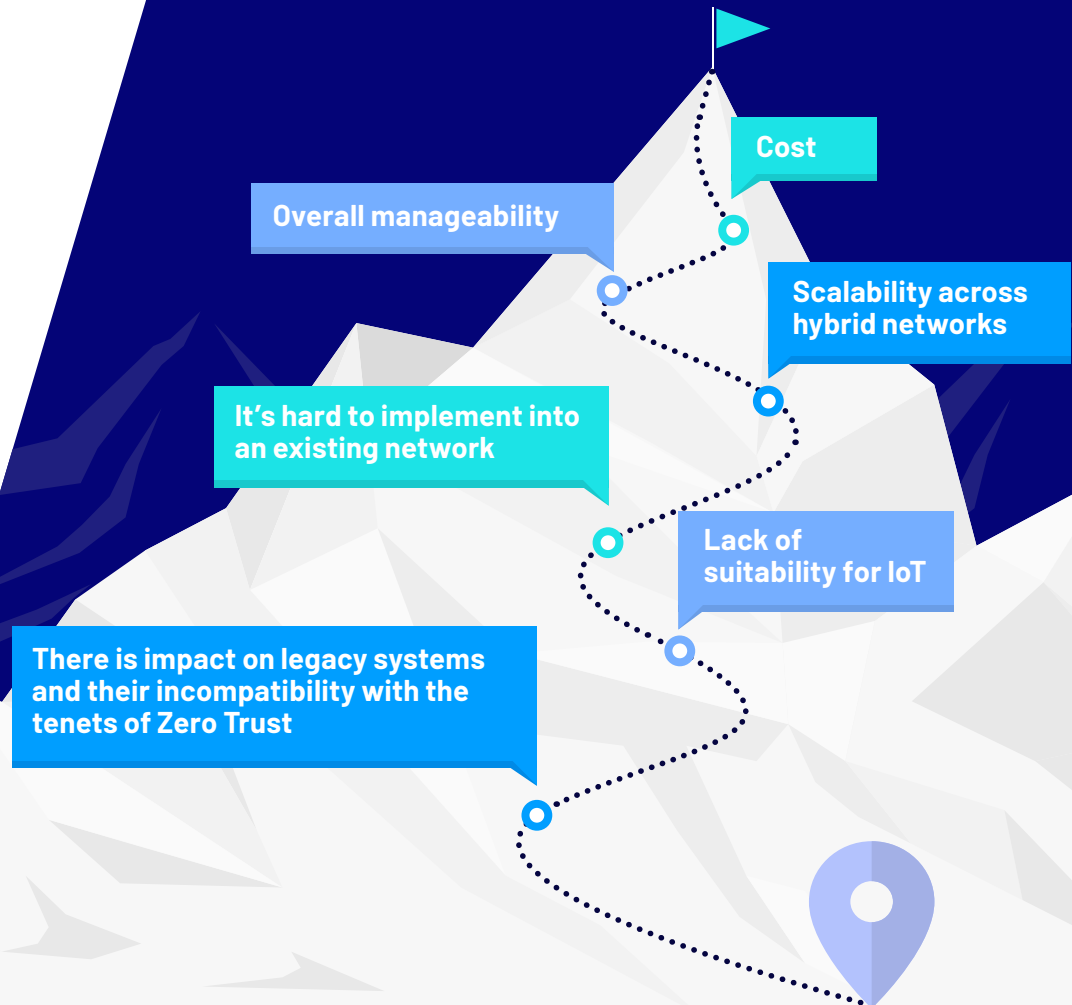 Cost
Overall manageability
Scalability across
hybrid networks
It’s hard to implement into
an existing network
Lack of
suitability for IoT
There is impact on legacy systems
and their incompatibility with the
tenets of Zero Trust